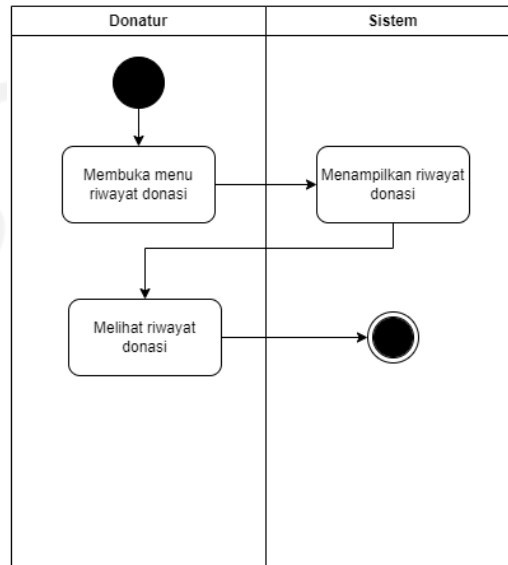 Donatur
Sistem
Membuka menu
riwayat donasi
Menampilkan riwayat
donasi
Melihat riwayat
donasi